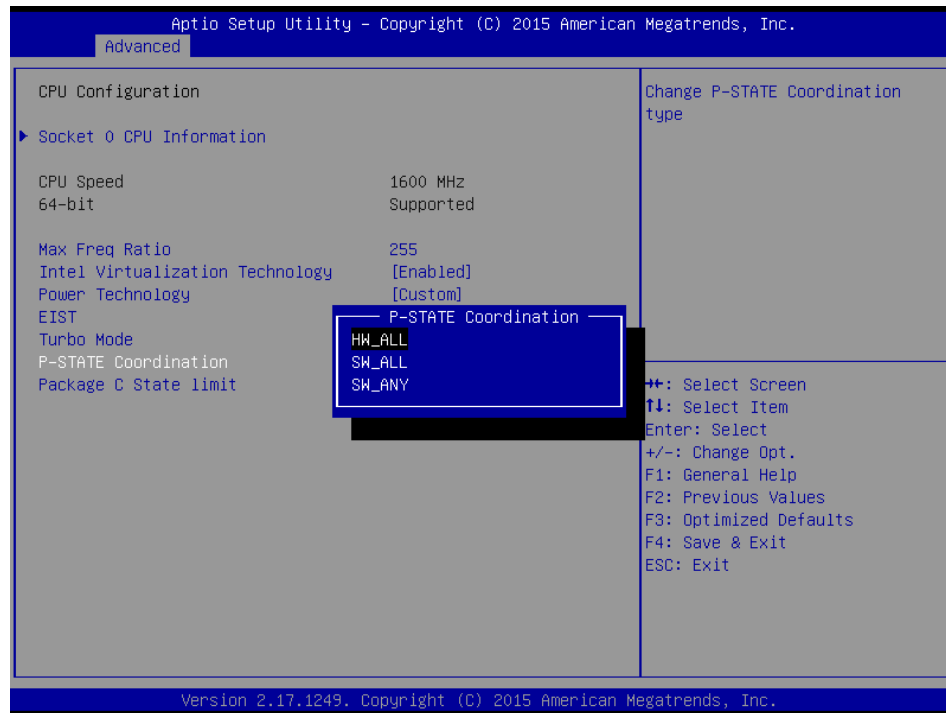 Aptio Setup Utility – Copyright (C) 2015 American Megatrends, Inc.
Advanced
CPU Configuration
Socket 0 CPU Information
CPU Speed 1600 MHz
64-bit Supported
Max Freq Ratio 255
Intel Virtualization Technology [Enabled]
Power Technology [Custom]
EIST
Turbo Mode
P-STATE Coordination
Package C State limit
P-STATE Coordination
HW_ALL
SW_ALL
SW_ANY
Change P-STATE Coordination
type
→←: Select Screen
↑↓: Select Item
Enter: Select
+/-: Change Opt.
F1: General Help
F2: Previous Values
F3: Optimized Defaults
F4: Save & Exit
ESC: Exit
Version 2.17.1249. Copyright (C) 2015 American Megatrends, Inc.